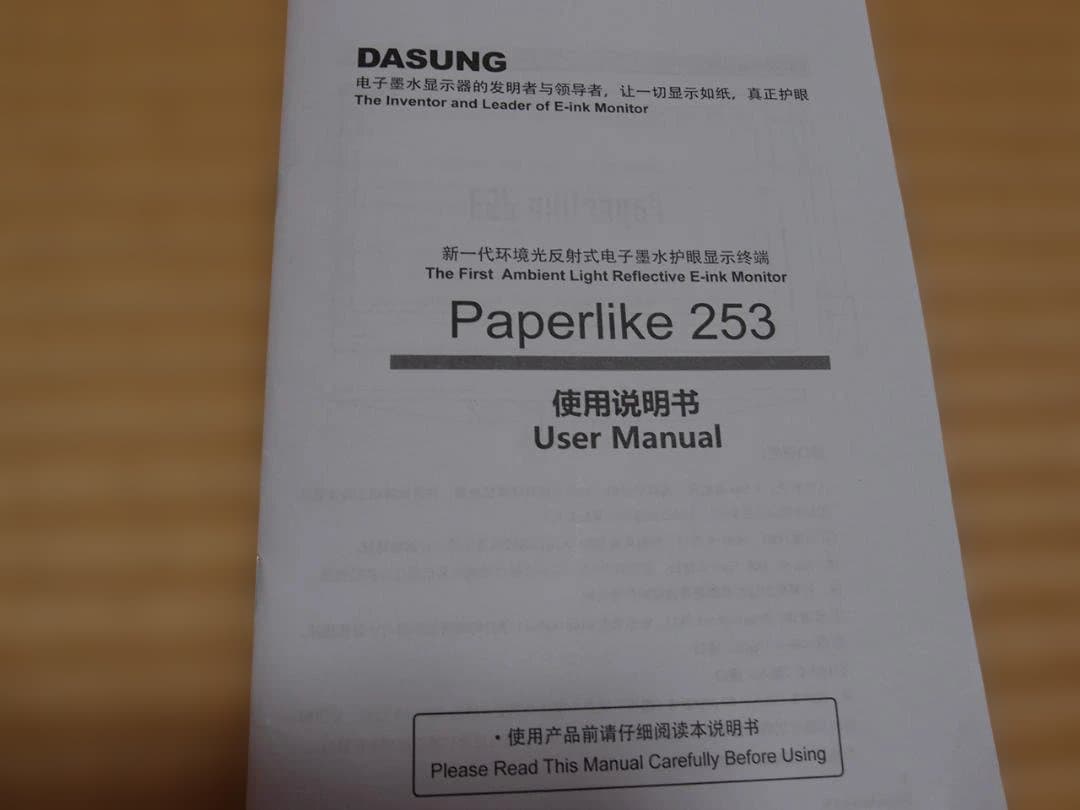 DASUNG
电子墨水显示器的发明者与领导者，让一切显示如纸，真正护眼
The Inventor and Leader of E-ink Monitor
新一代环境光反射式电子墨水护眼显示终端
The First Ambient Light Reflective E-ink Monitor
Paperlike 253
使用说明书
User Manual
·使用产品前请仔细阅读本说明书
Please Read This Manual Carefully Before Using